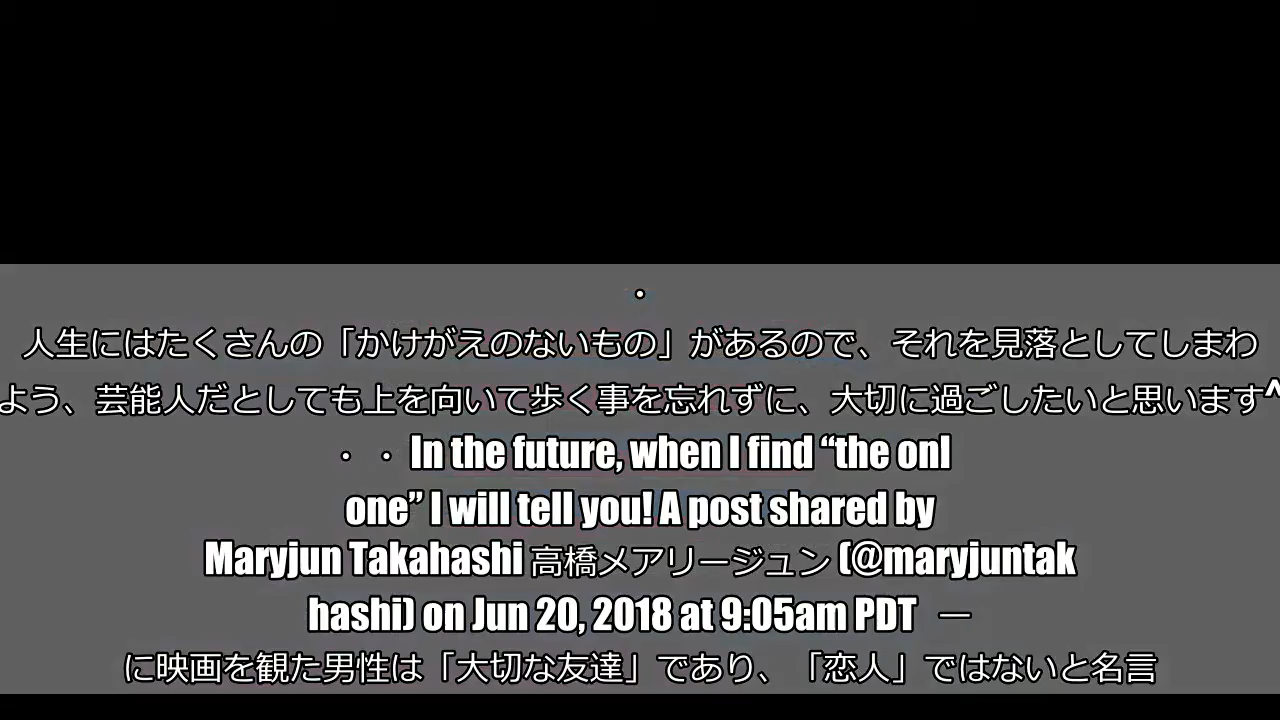 ・
人生にはたくさんの「かけがえのないもの」があるので、それを見落としてしまわ
よう、芸能人だとしても上を向いて歩く事を忘れずに、大切に過ごしたいと思います^
・ ・ In the future, when I find “the onl
one” I will tell you! A post shared by
Maryjun Takahashi 高橋メアリージュン (@maryjuntak
hashi) on Jun 20, 2018 at 9:05am PDT ―
に映画を観た男性は「大切な友達」であり、「恋人」ではないと名言